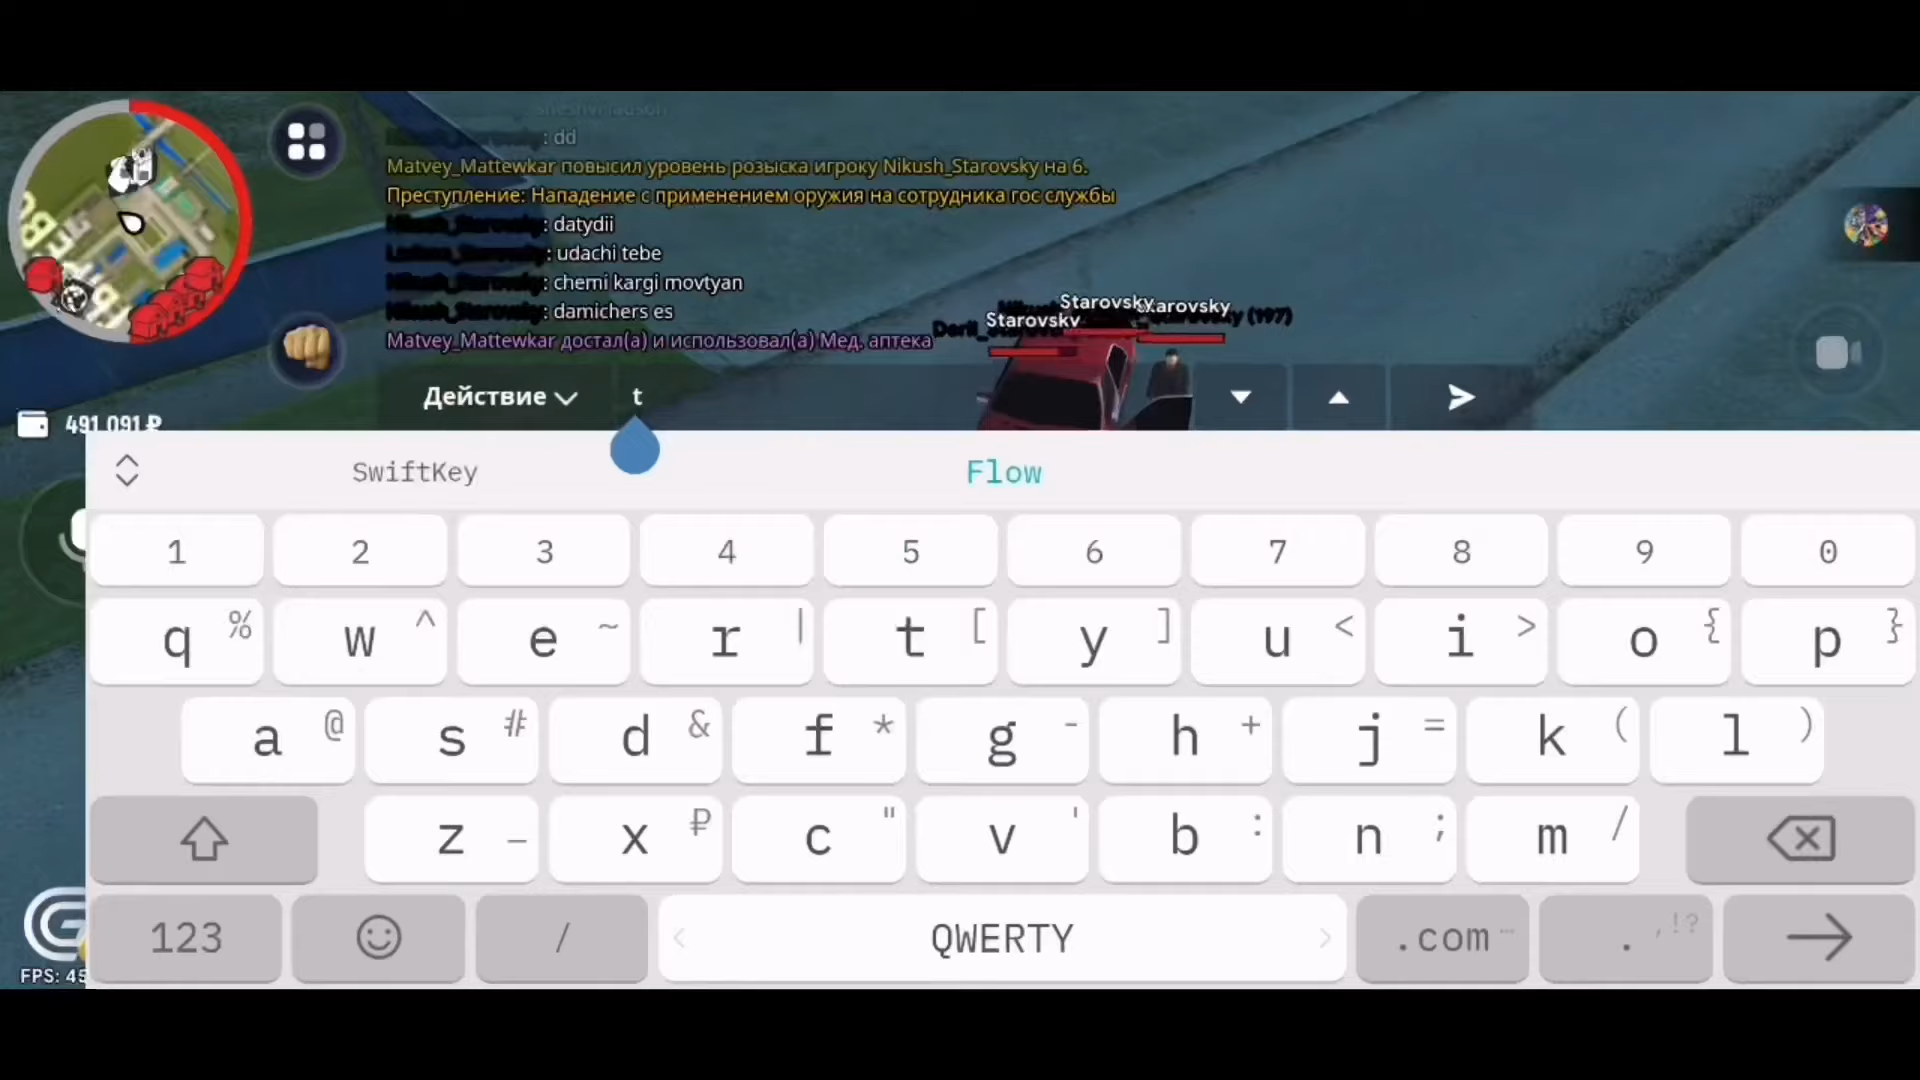 : dd
Matvey_Mattewkar повысил уровень розыска игроку Nikush_Starovsky на 6.
Преступление: Нападение с применением оружия на сотрудника гос службы
: datydii
: udachi tebe
: chemi kargi movtyan
: damichers es
Matvey_Mattewkar достал(а) и использовал(а) Мед. аптека
Starovsky
Starovsky
Starovsky (197)
Действие t
491 091 ₽
SwiftKey Flow
1 2 3 4 5 6 7 8 9 0
q % w ^ e ~ r | t [ y ] u < i > o { p }
a @ s # d & f * g - h + j = k ( l )
z _ x ₽ c " v ' b : n ; m /
123 / QWERTY .com . ,!?
FPS: 45